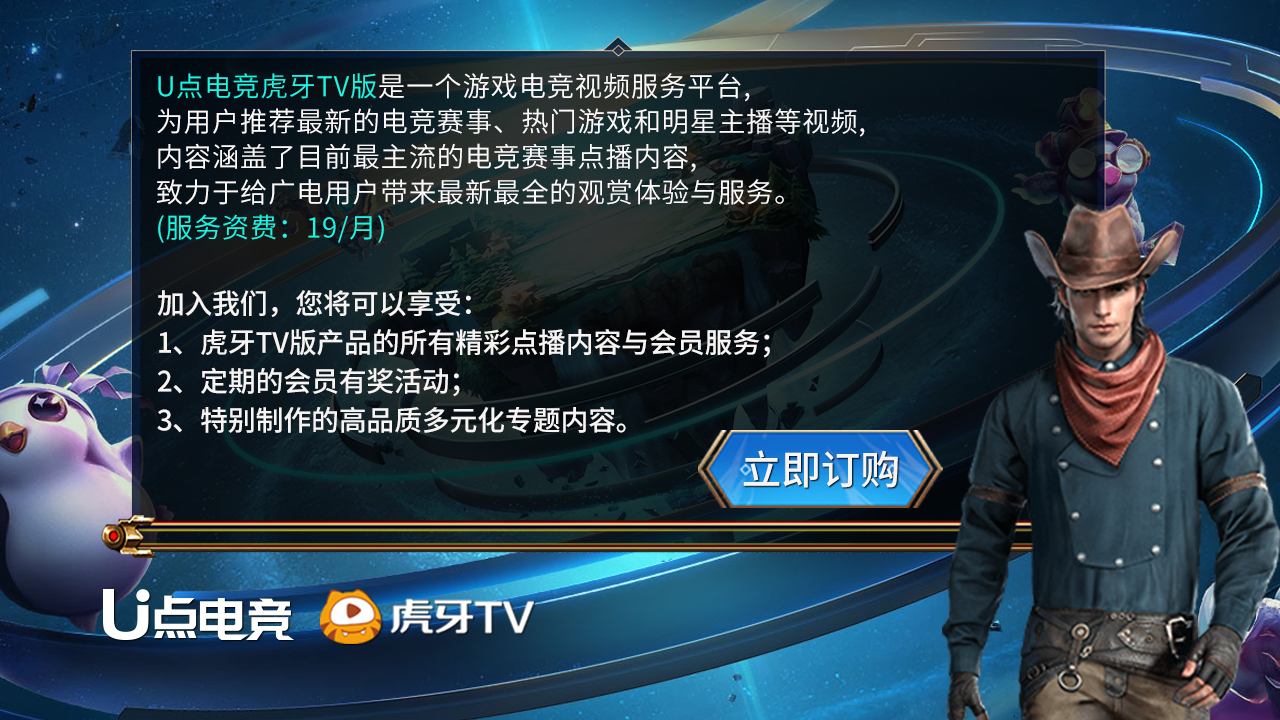 U点电竞虎牙TV版是一个游戏电竞视频服务平台,
为用户推荐最新的电竞赛事、热门游戏和明星主播等视频,
内容涵盖了目前最主流的电竞赛事点播内容,
致力于给广电用户带来最新最全的观赏体验与服务。
(服务资费：19/月)
加入我们，您将可以享受：
1、虎牙TV版产品的所有精彩点播内容与会员服务；
2、定期的会员有奖活动；
3、特别制作的高品质多元化专题内容。
立即订购
U点电竞 虎牙TV